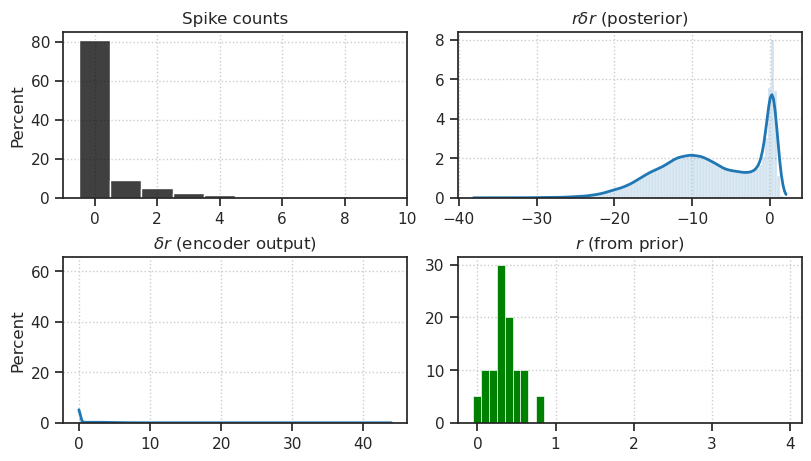 Spike counts
Percent
80
60
40
20
0
0 2 4 6 8 10
rδr (posterior)
8
6
4
2
0
−40 −30 −20 −10 0
δr (encoder output)
Percent
60
40
20
0
0 10 20 30 40
r (from prior)
30
20
10
0
0 1 2 3 4